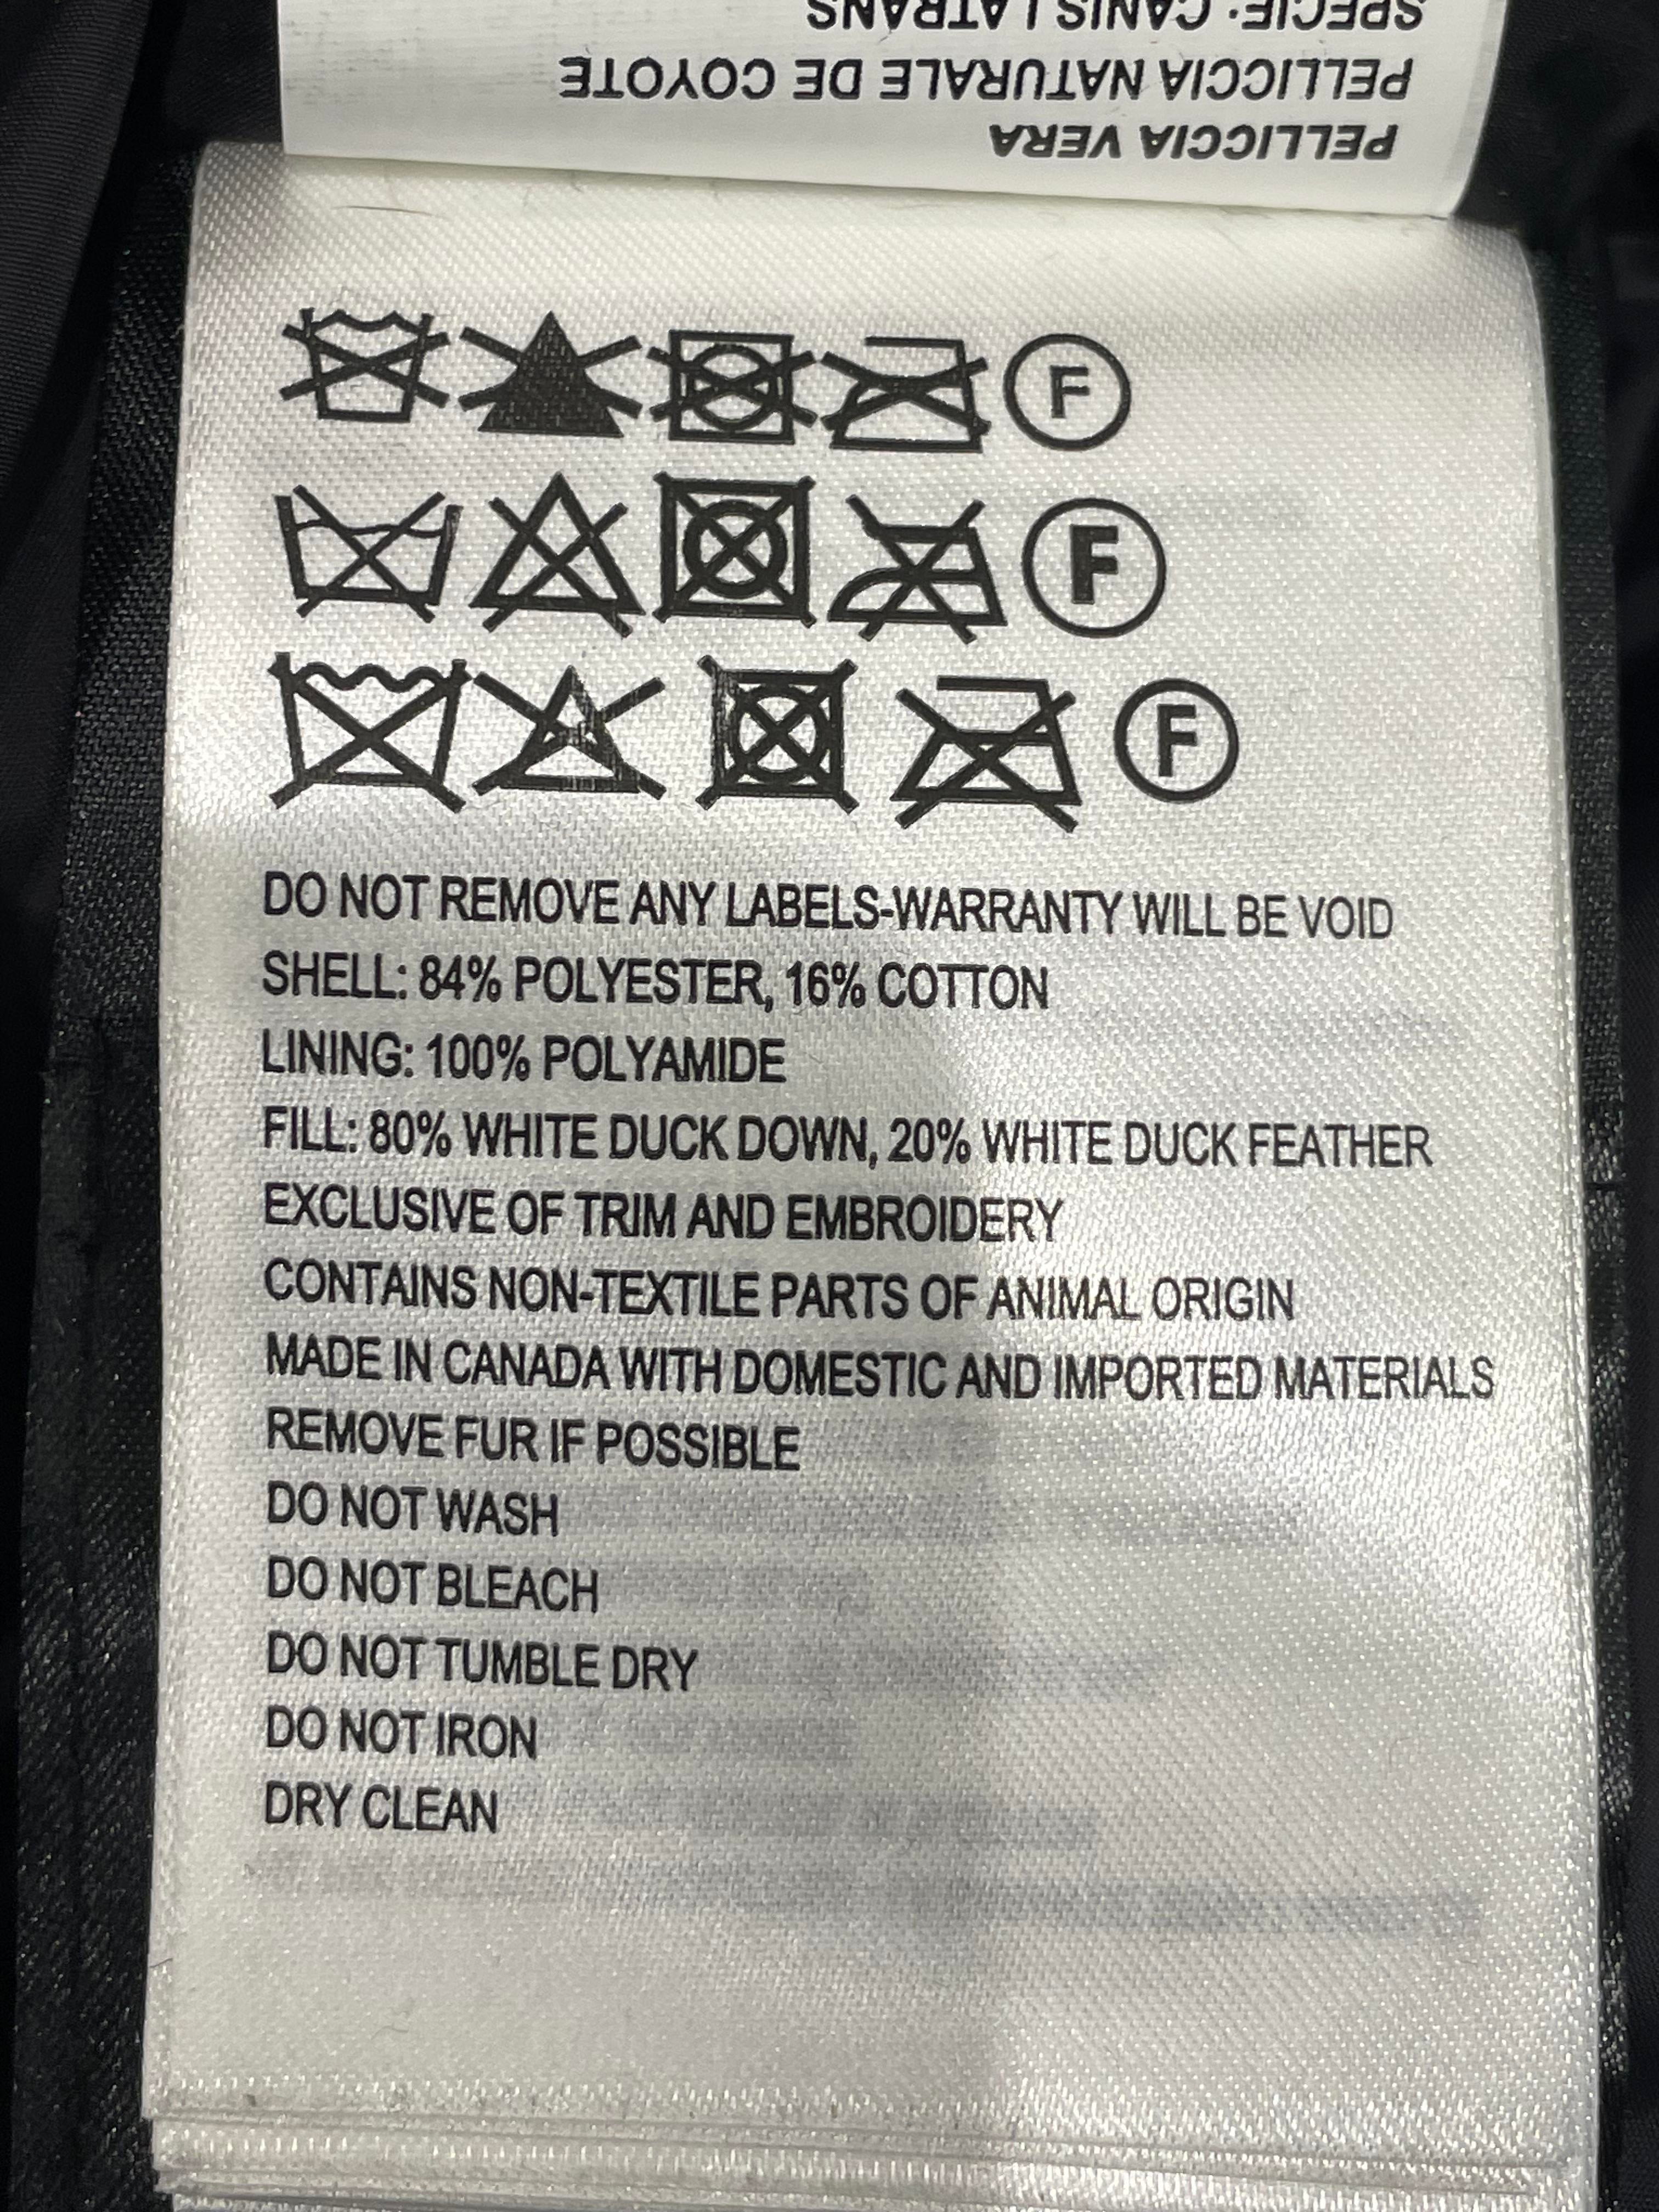 SPECIE: CANIS LATRANS
PELLICCIA NATURALE DE COYOTE
PELLICCIA VERA
F
F
F
DO NOT REMOVE ANY LABELS-WARRANTY WILL BE VOID
SHELL: 84% POLYESTER, 16% COTTON
LINING: 100% POLYAMIDE
FILL: 80% WHITE DUCK DOWN, 20% WHITE DUCK FEATHER
EXCLUSIVE OF TRIM AND EMBROIDERY
CONTAINS NON-TEXTILE PARTS OF ANIMAL ORIGIN
MADE IN CANADA WITH DOMESTIC AND IMPORTED MATERIALS
REMOVE FUR IF POSSIBLE
DO NOT WASH
DO NOT BLEACH
DO NOT TUMBLE DRY
DO NOT IRON
DRY CLEAN